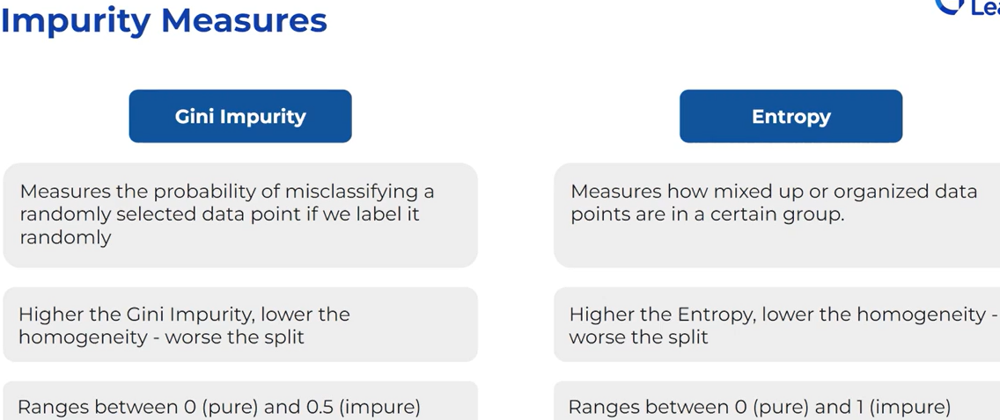 Impurity Measures
Gini Impurity
Measures the probability of misclassifying a
randomly selected data point if we label it
randomly
Higher the Gini Impurity, lower the
homogeneity - worse the split
Ranges between 0 (pure) and 0.5 (impure)
Entropy
Measures how mixed up or organized data
points are in a certain group.
Higher the Entropy, lower the homogeneity -
worse the split
Ranges between 0 (pure) and 1 (impure)